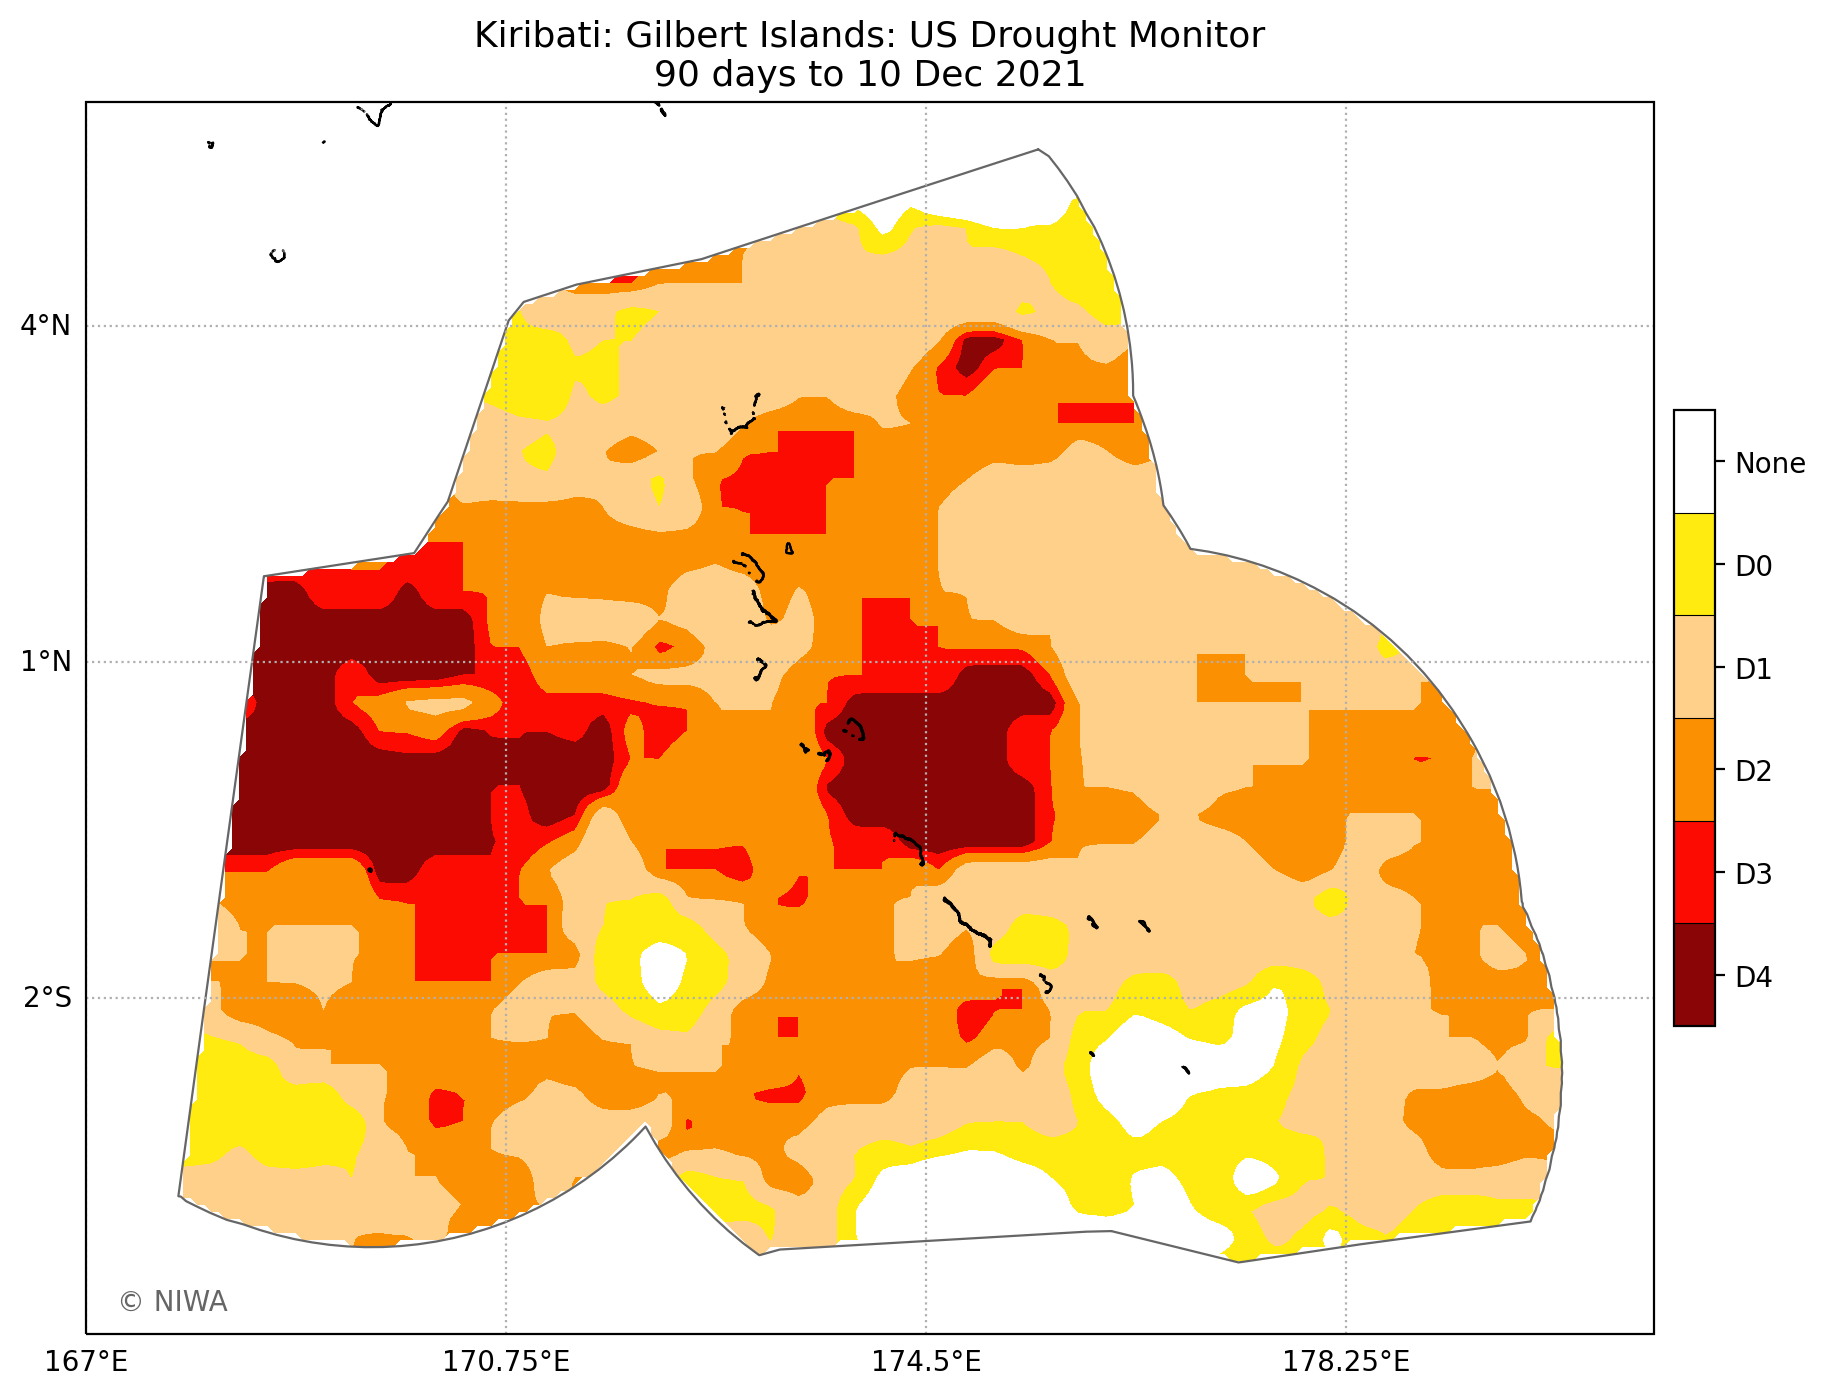 Kiribati: Gilbert Islands: US Drought Monitor
90 days to 10 Dec 2021
4°N
1°N
2°S
None
D0
D1
D2
D3
D4
© NIWA
167°E
170.75°E
174.5°E
178.25°E